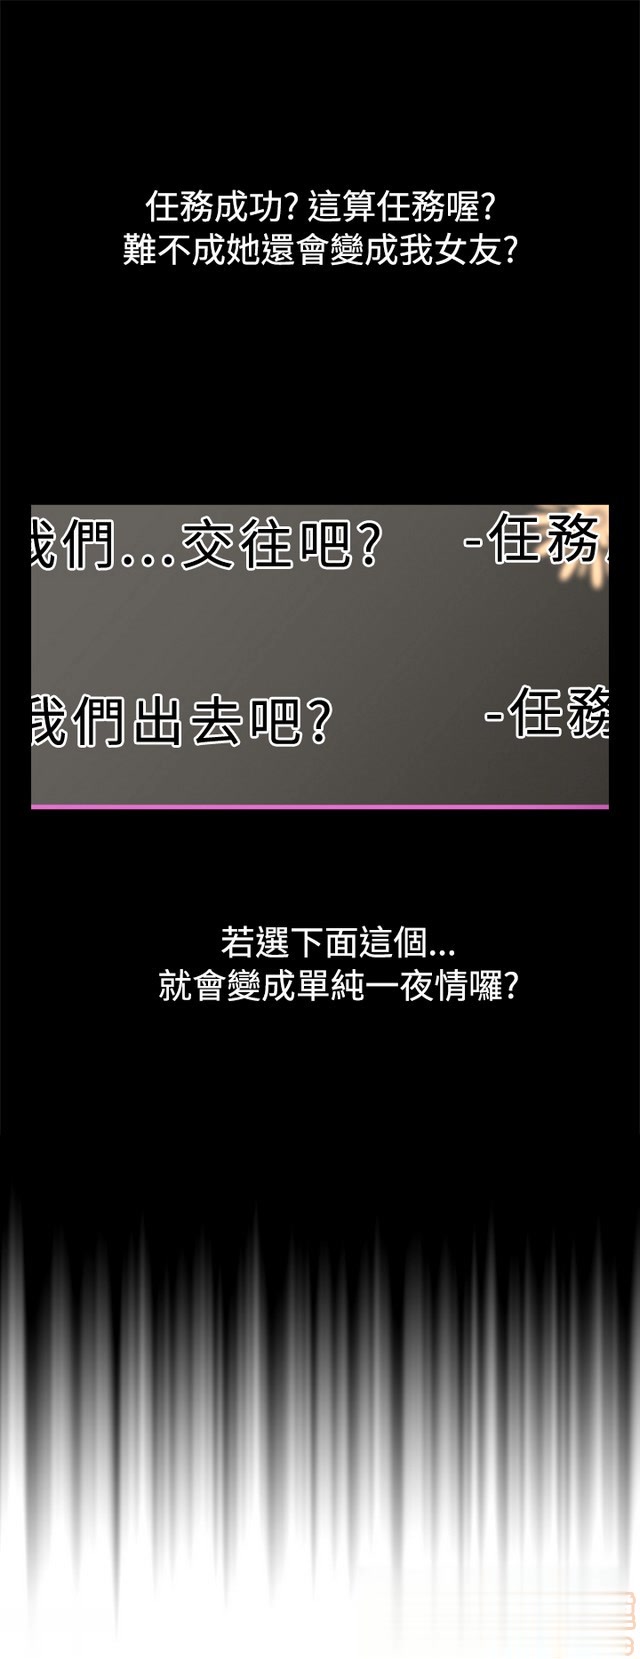 任務成功? 這算任務喔?
難不成她還會變成我女友?
我們...交往吧? -任務
我們出去吧? -任務
若選下面這個...
就會變成單純一夜情囉?